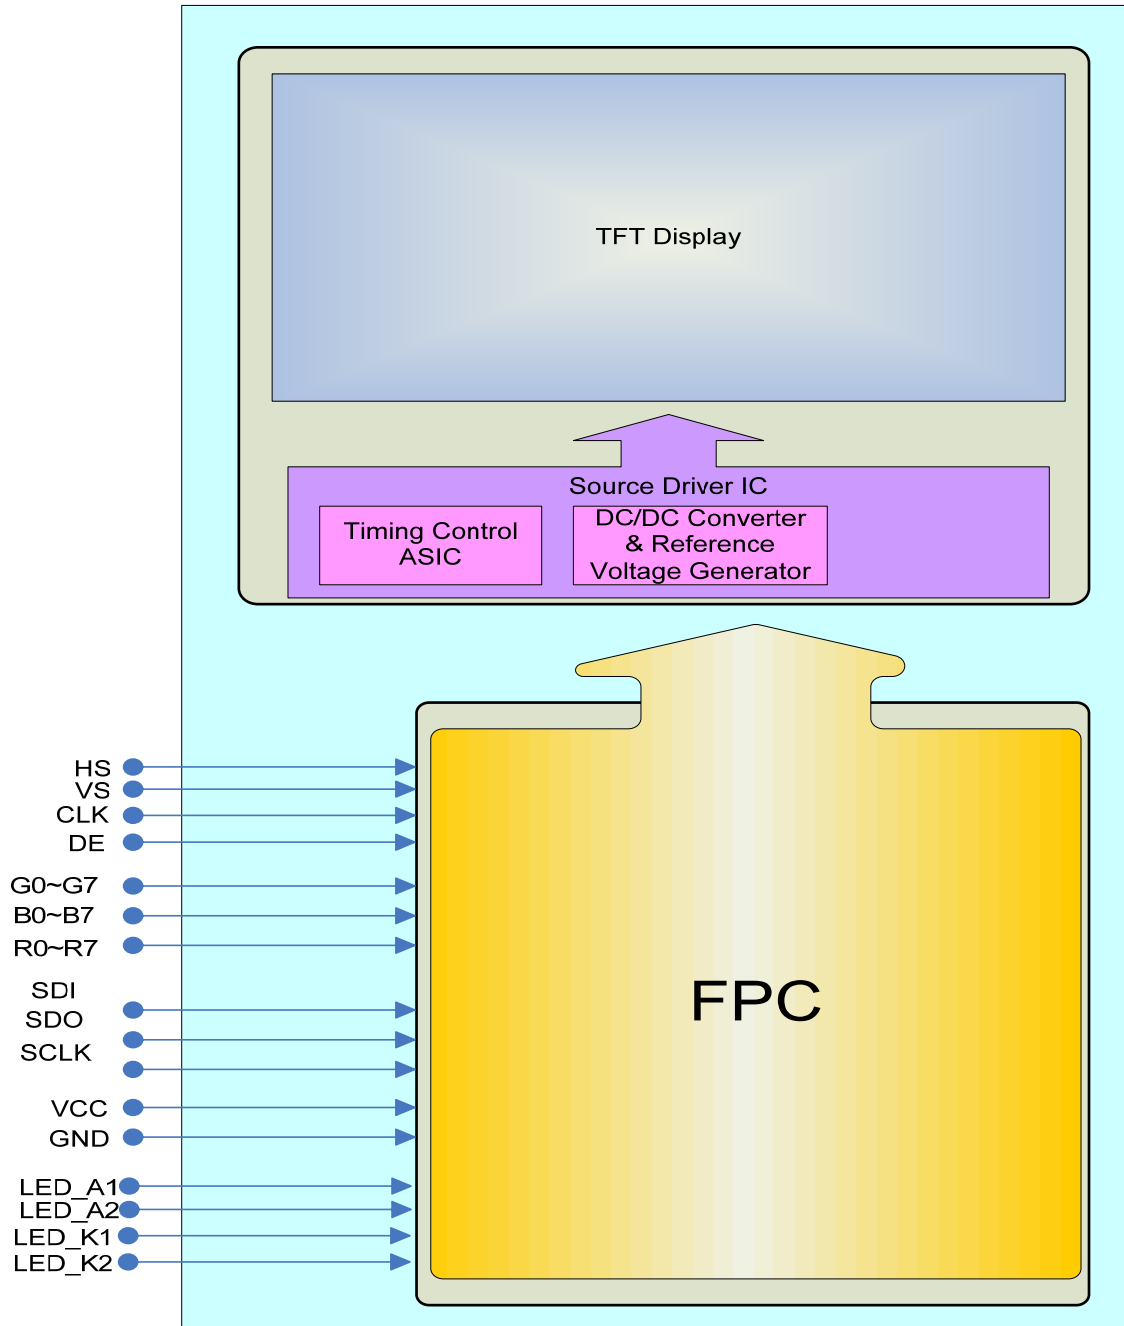 TFT Display
Source Driver IC
Timing Control
ASIC
DC/DC Converter
& Reference
Voltage Generator
HS
VS
CLK
DE
G0~G7
B0~B7
R0~R7
SDI
SDO
SCLK
VCC
GND
LED_A1
LED_A2
LED_K1
LED_K2
FPC